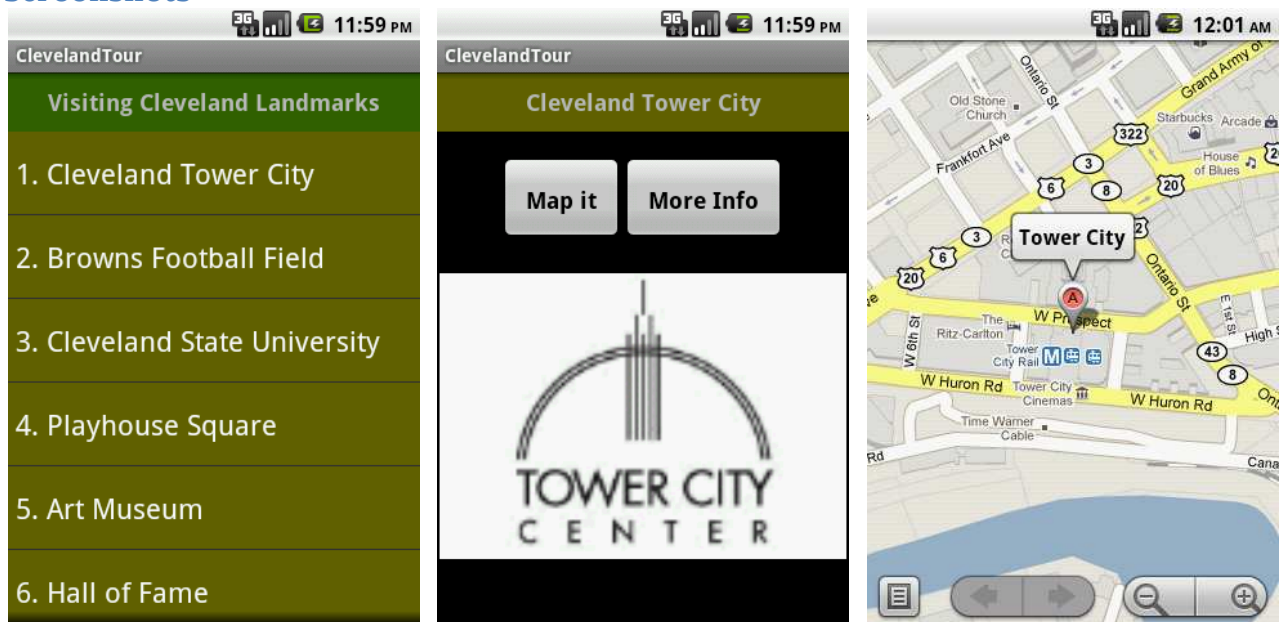 Screenshots
3G 11:59 PM
ClevelandTour
Visiting Cleveland Landmarks
1. Cleveland Tower City
2. Browns Football Field
3. Cleveland State University
4. Playhouse Square
5. Art Museum
6. Hall of Fame
3G 11:59 PM
ClevelandTour
Cleveland Tower City
Map it
More Info
TOWER CITY
CENTER
3G 12:01 AM
Ontario St
Grand Army of
Old Stone
Church
Starbucks
Arcade
322
Frankfort Ave
3
House
of Blues
6
8
20
Tower City
3
6
20
Ontario St
A
W Prospect
E 1st St
W 6th St
The
Ritz-Carlton
High
Tower
City Rail
M
43
8
W Huron Rd
Tower City
Cinemas
W Huron Rd
Time Warner
Cable
Rd